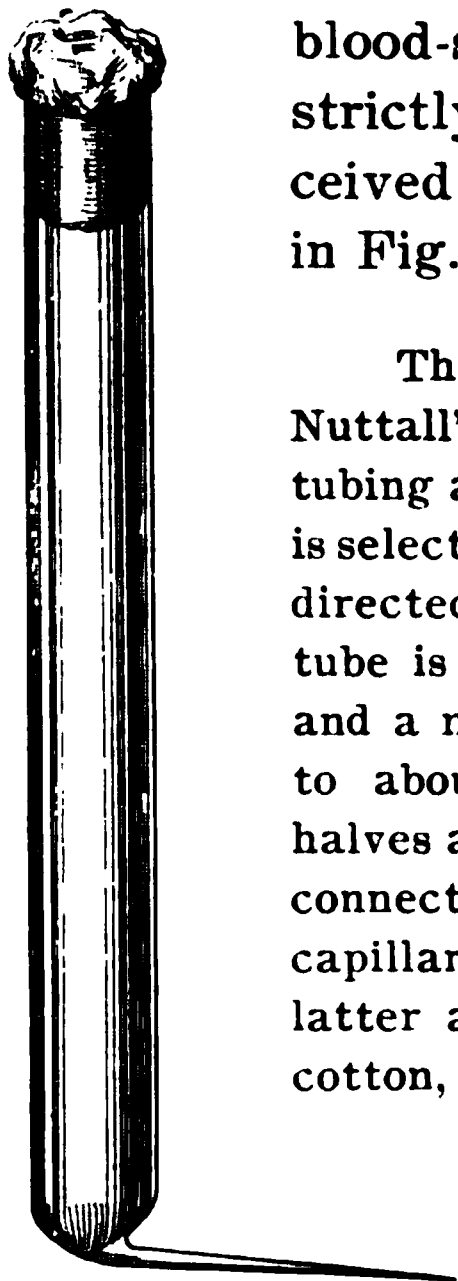 blood-s
strictly
ceived
in Fig.
Th
Nuttall'
tubing a
is select
directed
tube is
and a n
to abou
halves a
connect
capillar
latter a
cotton,